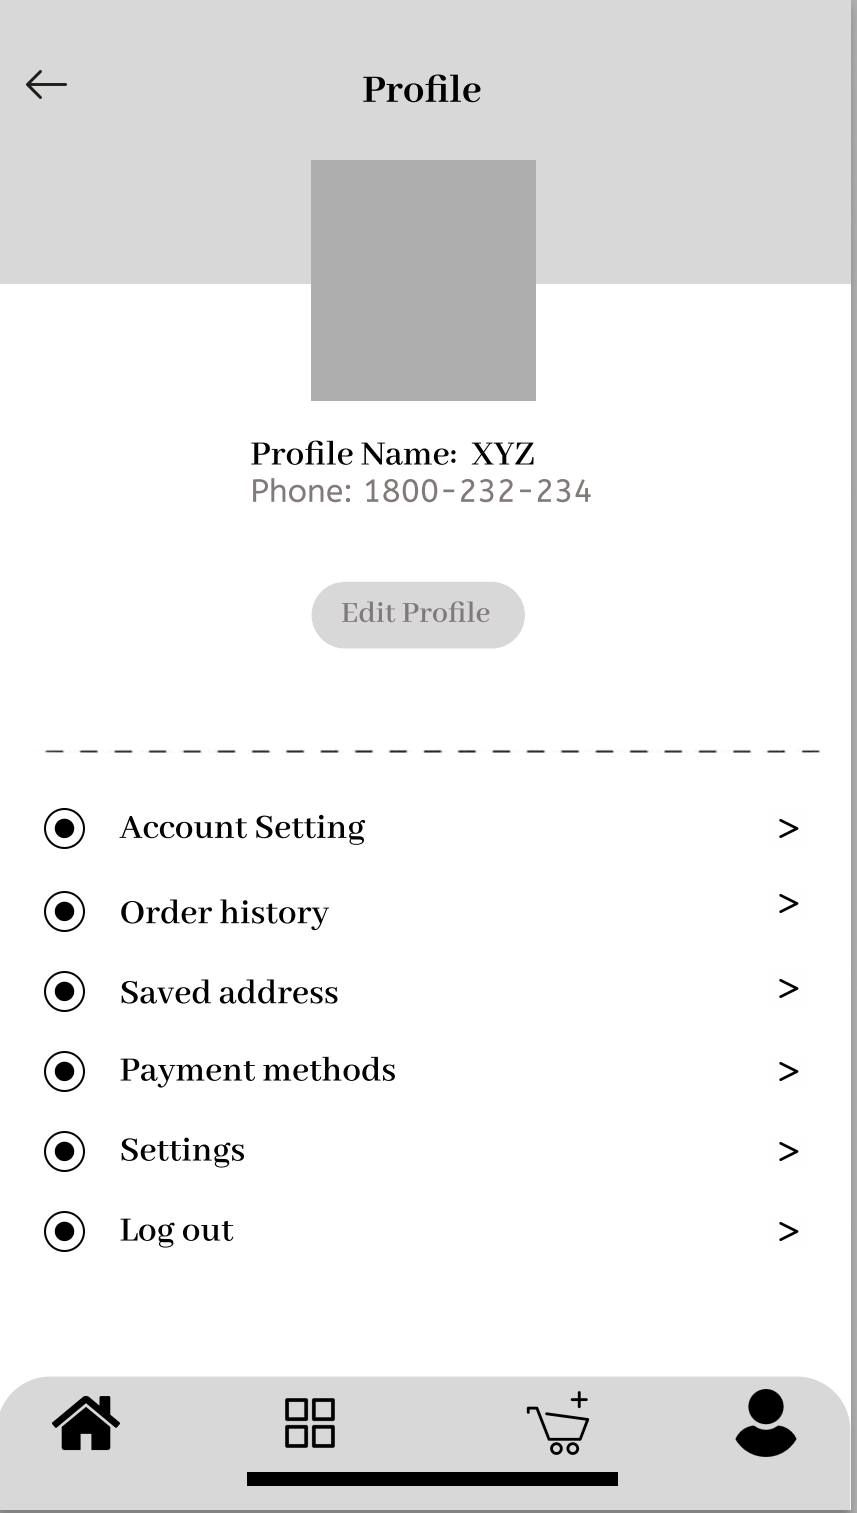 Profile
Profile Name: XYZ
Phone: 1800-232-234
Edit Profile
Account Setting >
Order history >
Saved address >
Payment methods >
Settings >
Log out >